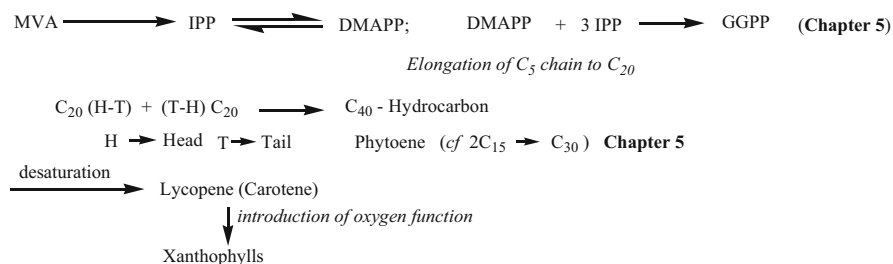 MVA IPP DMAPP; DMAPP + 3 IPP GGPP (Chapter 5)
Elongation of C5 chain to C20
C20 (H-T) + (T-H) C20 C40 - Hydrocarbon
H Head T Tail Phytoene (cf 2C15 C30 ) Chapter 5
desaturation
Lycopene (Carotene)
introduction of oxygen function
Xanthophylls